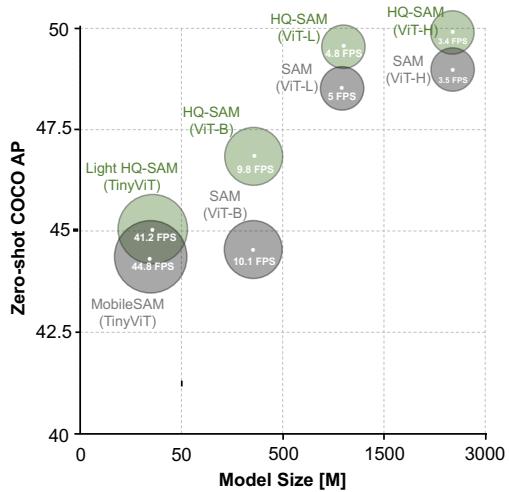 HQ-SAM
(ViT-L)
4.8 FPS
HQ-SAM
(ViT-H)
3.4 FPS
SAM
(ViT-L)
5 FPS
SAM
(ViT-H)
3.5 FPS
HQ-SAM
(ViT-B)
9.8 FPS
Light HQ-SAM
(TinyViT)
41.2 FPS
SAM
(ViT-B)
10.1 FPS
44.8 FPS
MobileSAM
(TinyViT)
Zero-shot COCO AP
50
47.5
45
42.5
40
0 50 500 1500 3000
Model Size [M]